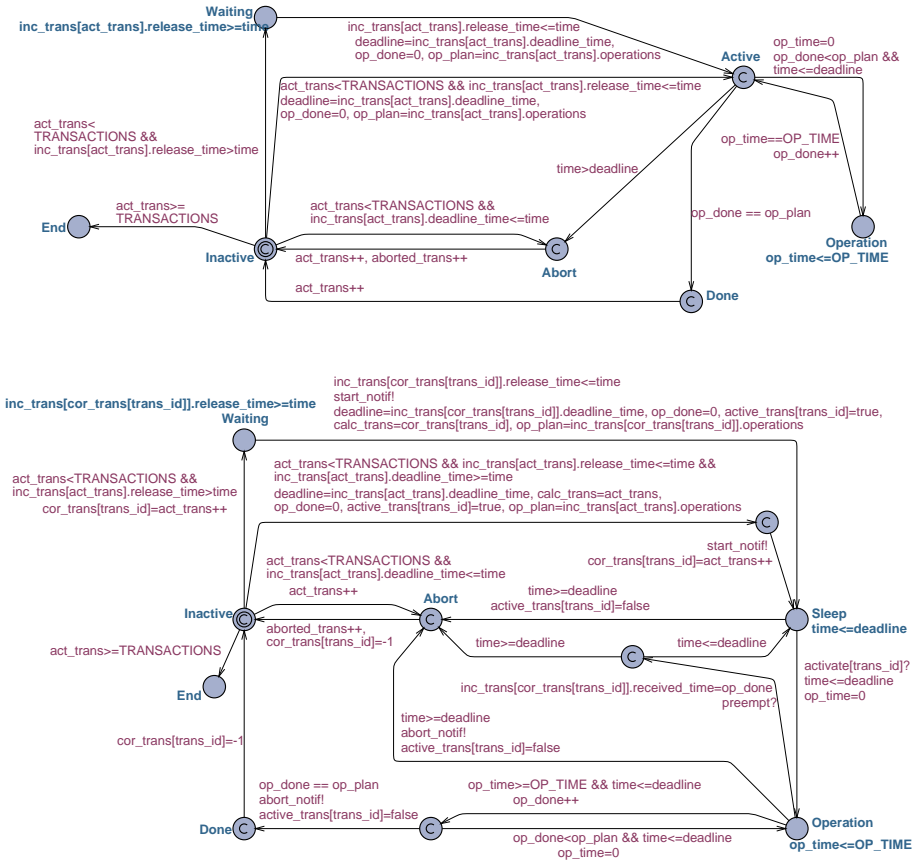 Waiting
inc_trans[act_trans].release_time>=time
inc_trans[act_trans].release_time<=time
deadline=inc_trans[act_trans].deadline_time,
op_done=0, op_plan=inc_trans[act_trans].operations
Active
op_time=0
op_done<op_plan &&
time<=deadline
act_trans<TRANSACTIONS && inc_trans[act_trans].release_time<=time
deadline=inc_trans[act_trans].deadline_time,
op_done=0, op_plan=inc_trans[act_trans].operations
act_trans<
TRANSACTIONS &&
inc_trans[act_trans].release_time>time
op_time==OP_TIME
op_done++
time>deadline
act_trans>=
TRANSACTIONS
act_trans<TRANSACTIONS &&
inc_trans[act_trans].deadline_time<=time
op_done == op_plan
End
Inactive
act_trans++, aborted_trans++
Abort
Operation
op_time<=OP_TIME
act_trans++
Done
inc_trans[cor_trans[trans_id]].release_time<=time
start_notif!
deadline=inc_trans[cor_trans[trans_id]].deadline_time, op_done=0, active_trans[trans_id]=true,
calc_trans=cor_trans[trans_id], op_plan=inc_trans[cor_trans[trans_id]].operations
inc_trans[cor_trans[trans_id]].release_time>=time
Waiting
act_trans<TRANSACTIONS &&
inc_trans[act_trans].release_time>time
cor_trans[trans_id]=act_trans++
act_trans<TRANSACTIONS && inc_trans[act_trans].release_time<=time &&
inc_trans[act_trans].deadline_time>=time
deadline=inc_trans[act_trans].deadline_time, calc_trans=act_trans,
op_done=0, active_trans[trans_id]=true, op_plan=inc_trans[act_trans].operations
start_notif!
cor_trans[trans_id]=act_trans++
act_trans<TRANSACTIONS &&
inc_trans[act_trans].deadline_time<=time
act_trans++
Abort
time>=deadline
active_trans[trans_id]=false
Inactive
Sleep
time<=deadline
aborted_trans++,
cor_trans[trans_id]=-1
time>=deadline
time<=deadline
act_trans>=TRANSACTIONS
End
activate[trans_id]?
time<=deadline
op_time=0
inc_trans[cor_trans[trans_id]].received_time=op_done
preempt?
time>=deadline
abort_notif!
active_trans[trans_id]=false
cor_trans[trans_id]=-1
op_done == op_plan
abort_notif!
active_trans[trans_id]=false
op_time>=OP_TIME && time<=deadline
op_done++
Done
Operation
op_time<=OP_TIME
op_done<op_plan && time<=deadline
op_time=0